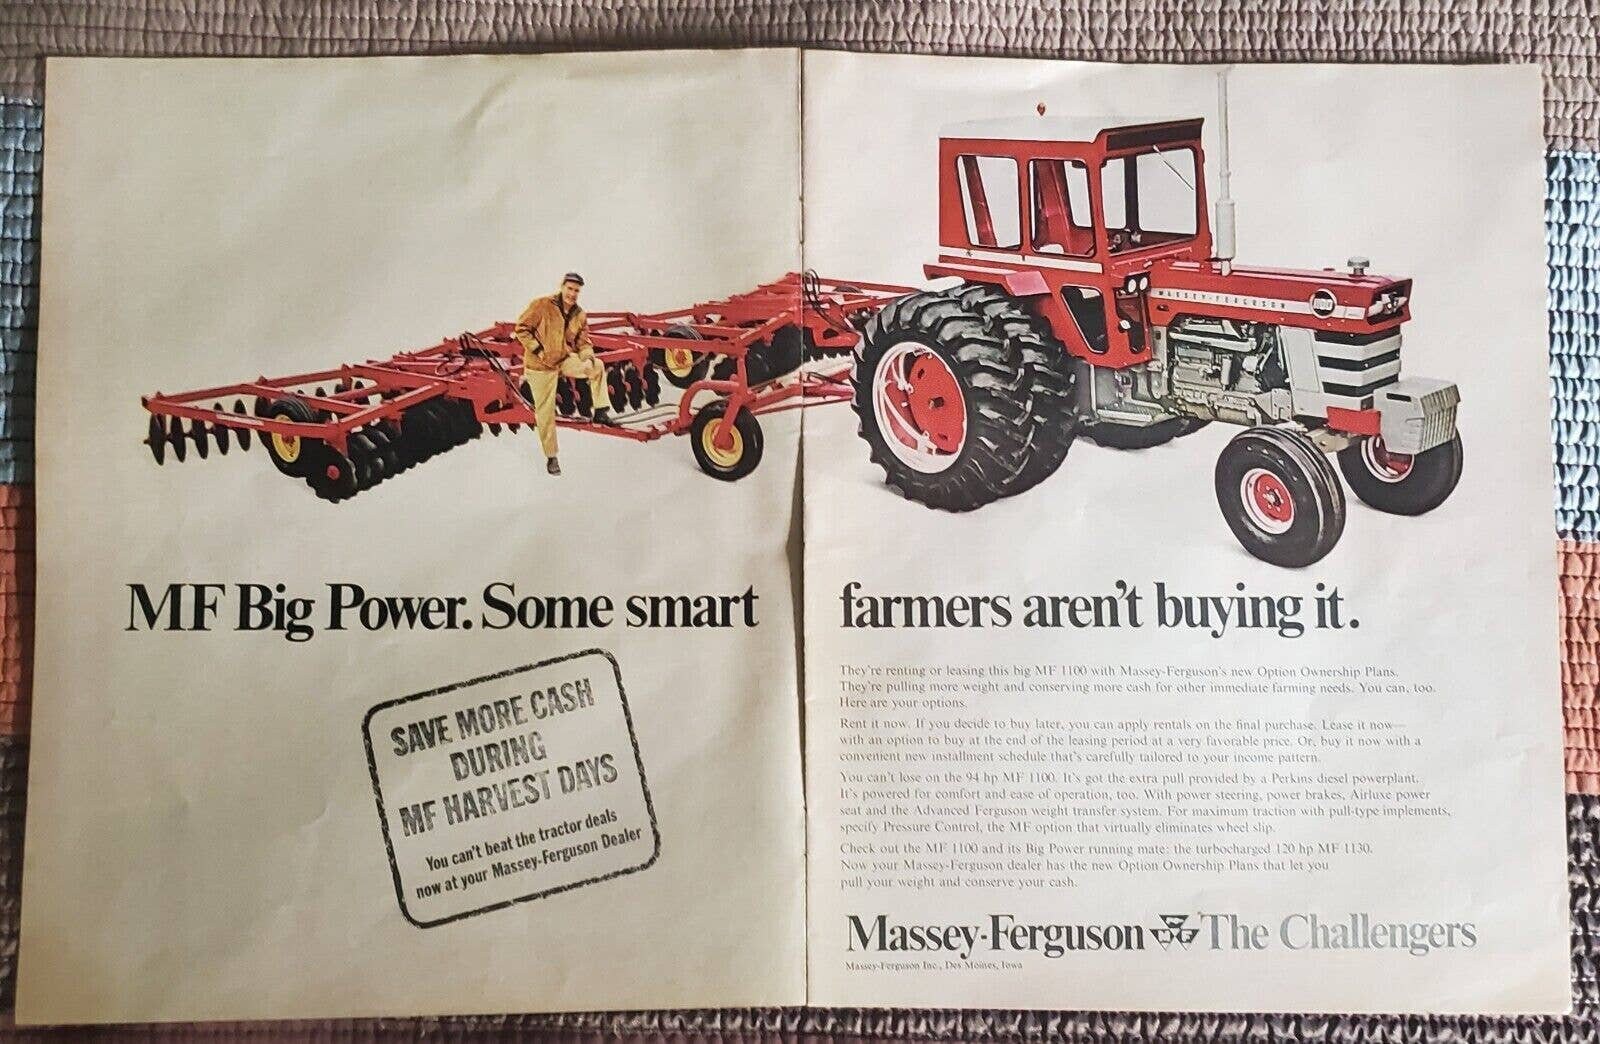 MASSEY-FERGUSON
MF Big Power. Some smart farmers aren't buying it.
SAVE MORE CASH
DURING
MF HARVEST DAYS
You can't beat the tractor deals
now at your Massey-Ferguson Dealer
They're renting or leasing this big MF 1100 with Massey-Ferguson's new Option Ownership Plans.
They're pulling more weight and conserving more cash for other immediate farming needs. You can, too.
Here are your options.
Rent it now. If you decide to buy later, you can apply rentals on the final purchase. Lease it now—
with an option to buy at the end of the leasing period at a very favorable price. Or, buy it now with a
convenient new installment schedule that's carefully tailored to your income pattern.
You can't lose on the 94 hp MF 1100. It's got the extra pull provided by a Perkins diesel powerplant.
It's powered for comfort and ease of operation, too. With power steering, power brakes, Airluxe power
seat and the Advanced Ferguson weight transfer system. For maximum traction with pull-type implements,
specify Pressure Control, the MF option that virtually eliminates wheel slip.
Check out the MF 1100 and its Big Power running mate: the turbocharged 120 hp MF 1130.
Now your Massey-Ferguson dealer has the new Option Ownership Plans that let you
pull your weight and conserve your cash.
Massey-Ferguson The Challengers
Massey-Ferguson Inc., Des Moines, Iowa